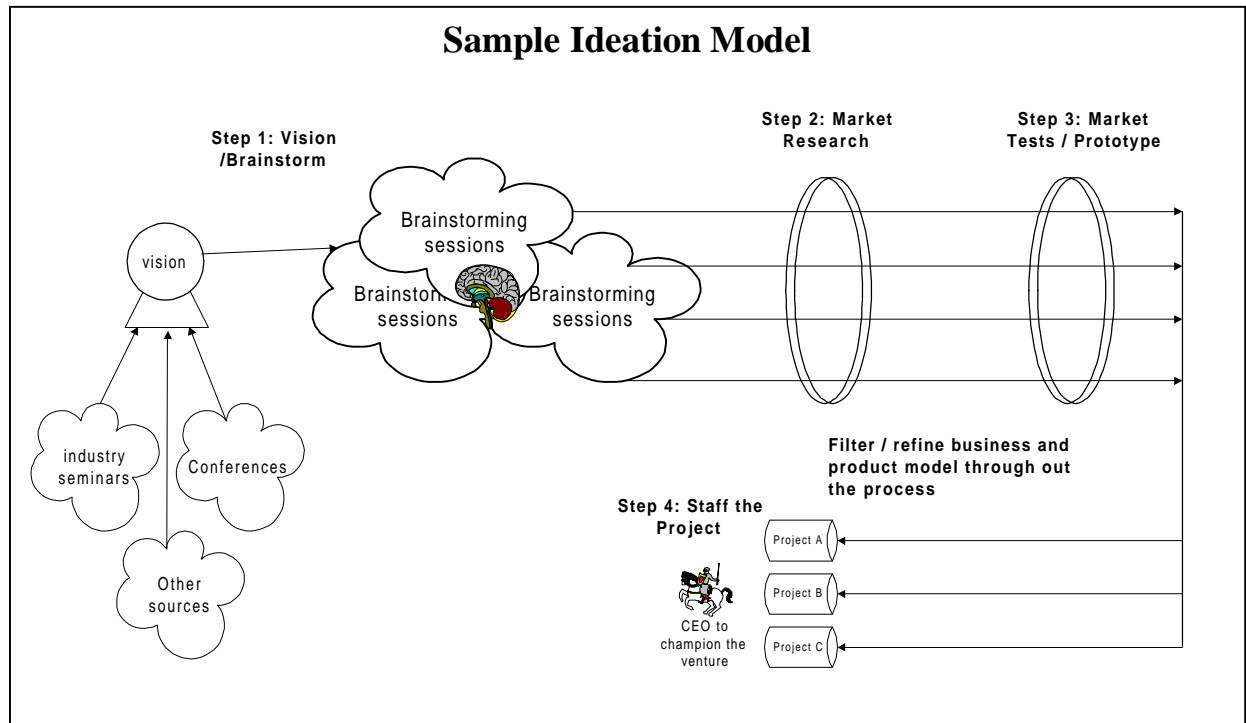 Sample Ideation Model
Step 1: Vision
/Brainstorm
Step 2: Market
Research
Step 3: Market
Tests / Prototype
vision
Brainstorming
sessions
Brainstorm
sessions
Brainstorming
sessions
industry
seminars
Conferences
Other
sources
Filter / refine business and
product model through out
the process
Step 4: Staff the
Project
Project A
Project B
Project C
CEO to
champion the
venture